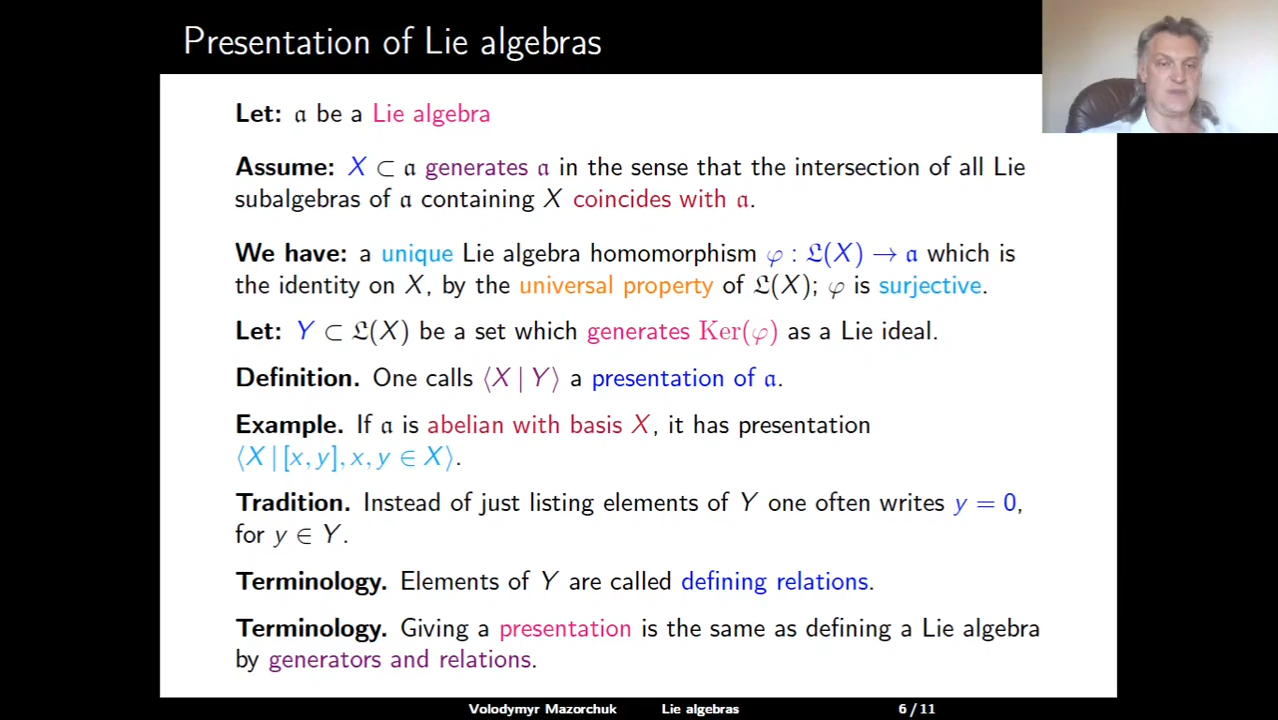 Presentation of Lie algebras
Let: 𝔞 be a Lie algebra
Assume: X ⊂ 𝔞 generates 𝔞 in the sense that the intersection of all Lie
subalgebras of 𝔞 containing X coincides with 𝔞.
We have: a unique Lie algebra homomorphism φ : 𝔏(X) → 𝔞 which is
the identity on X, by the universal property of 𝔏(X); φ is surjective.
Let: Y ⊂ 𝔏(X) be a set which generates Ker(φ) as a Lie ideal.
Definition. One calls ⟨X | Y⟩ a presentation of 𝔞.
Example. If 𝔞 is abelian with basis X, it has presentation
⟨X | [x, y], x, y ∈ X⟩.
Tradition. Instead of just listing elements of Y one often writes y = 0,
for y ∈ Y.
Terminology. Elements of Y are called defining relations.
Terminology. Giving a presentation is the same as defining a Lie algebra
by generators and relations.
Volodymyr Mazorchuk Lie algebras 6 / 11